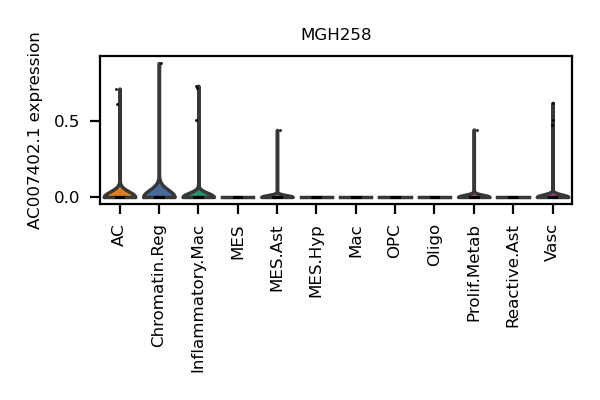 MGH258
AC007402.1 expression
0.5
0.0
AC
Chromatin.Reg
Inflammatory.Mac
MES
MES.Ast
MES.Hyp
Mac
OPC
Oligo
Prolif.Metab
Reactive.Ast
Vasc